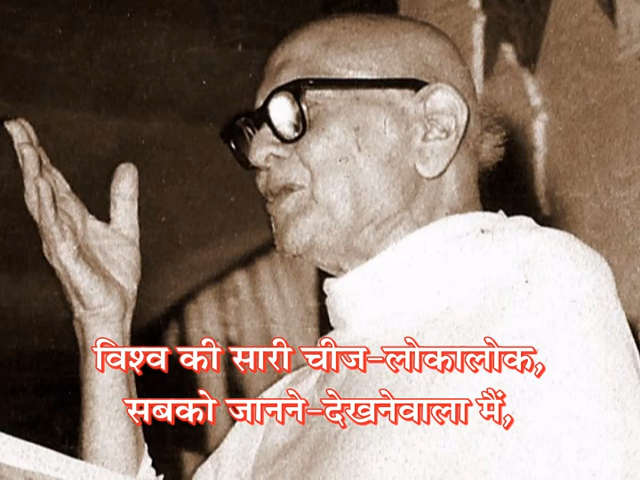 विश्व की सारी चीज-लोकालोक,
सबको जानने-देखनेवाला मैं,